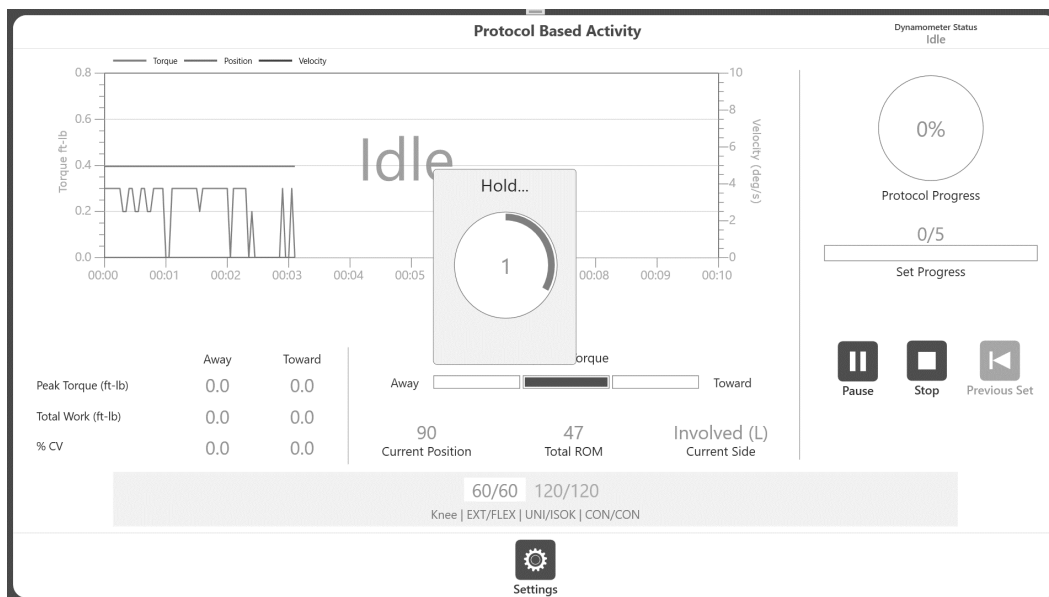 Protocol Based Activity
Dynamometer Status
Idle
Torque Position Velocity
0.8
0.6
0.4
0.2
0.0
Torque ft-lb
10
8
6
4
2
0
Velocity (deg/s)
00:00 00:01 00:02 00:03 00:04 00:05 00:08 00:09 00:10
Idle
Hold...
1
0%
Protocol Progress
0/5
Set Progress
Pause Stop Previous Set
Away Toward
Peak Torque (ft-lb) 0.0 0.0
Total Work (ft-lb) 0.0 0.0
% CV 0.0 0.0
orque
Away Toward
90 47 Involved (L)
Current Position Total ROM Current Side
60/60 120/120
Knee | EXT/FLEX | UNI/ISOK | CON/CON
Settings